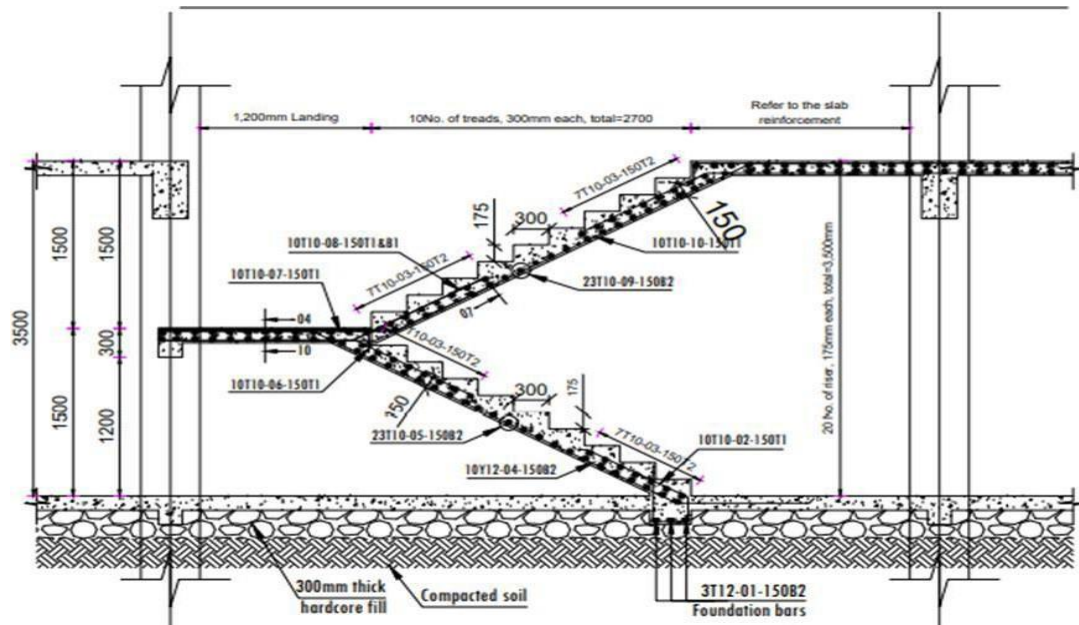 1,200mm Landing
10No. of treads, 300mm each, total=2700
Refer to the slab
reinforcement
7T10-03-150T2
150
175
300
10T10-08-150T1&B1
10T10-10-150T1
7T10-03-150T2
10T10-07-150T1
23T10-09-150B2
07
1500
1500
3500
04
10
300
7T10-03-150T2
20 No. of riser, 175mm each, total=3,500mm
10T10-06-150T1
300
175
150
1500
1200
23T10-05-150B2
7T10-03-150T2
10T10-02-150T1
10Y12-04-150B2
300mm thick
hardcore fill
Compacted soil
3T12-01-150B2
Foundation bars